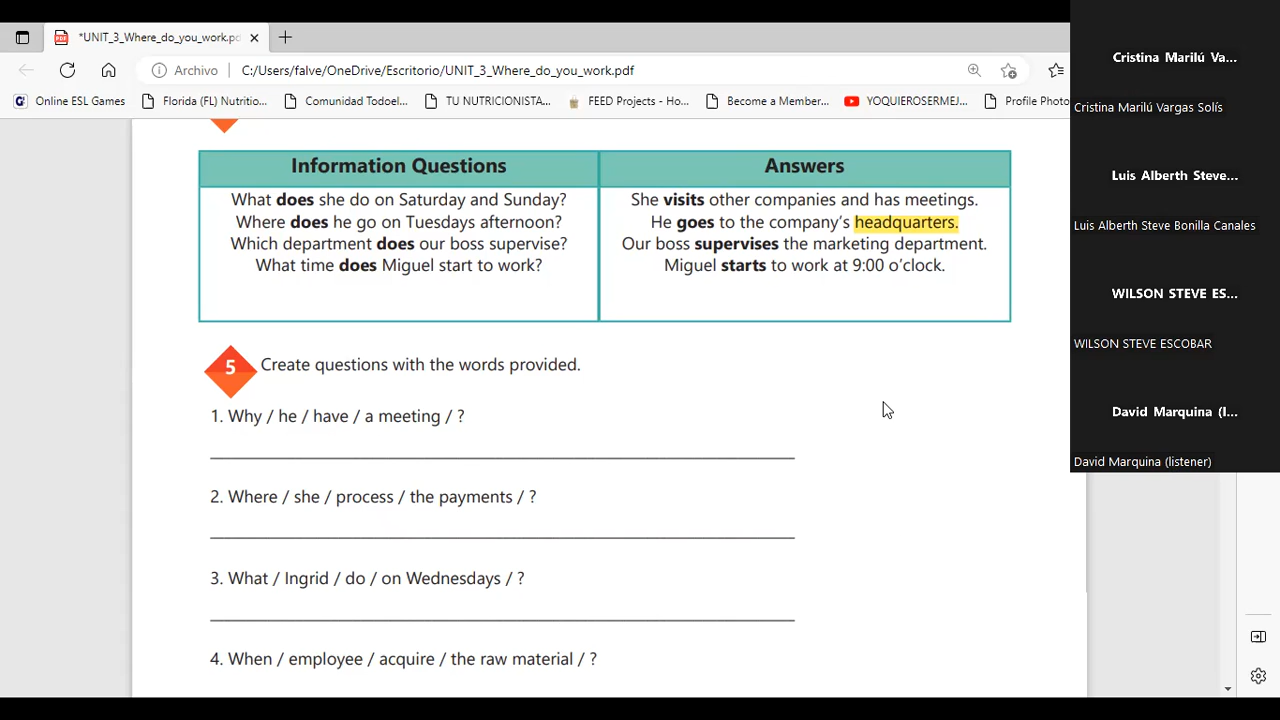 *UNIT_3_Where_do_you_work.pd
Archivo
C:/Users/falve/OneDrive/Escritorio/UNIT_3_Where_do_you_work.pdf
Online ESL Games
Florida (FL) Nutritio...
Comunidad Todoel...
TU NUTRICIONISTA...
FEED Projects - Ho...
Become a Member...
YOQUIEROSERMEJ...
Profile Photo
Information Questions
Answers
What does she do on Saturday and Sunday?
She visits other companies and has meetings.
Where does he go on Tuesdays afternoon?
He goes to the company's headquarters.
Which department does our boss supervise?
Our boss supervises the marketing department.
What time does Miguel start to work?
Miguel starts to work at 9:00 o'clock.
5 Create questions with the words provided.
1. Why / he / have / a meeting / ?
2. Where / she / process / the payments / ?
3. What / Ingrid / do / on Wednesdays / ?
4. When / employee / acquire / the raw material / ?
Cristina Marilú Va...
Cristina Marilú Vargas Solís
Luis Alberth Steve...
Luis Alberth Steve Bonilla Canales
WILSON STEVE ES...
WILSON STEVE ESCOBAR
David Marquina (l...
David Marquina (listener)